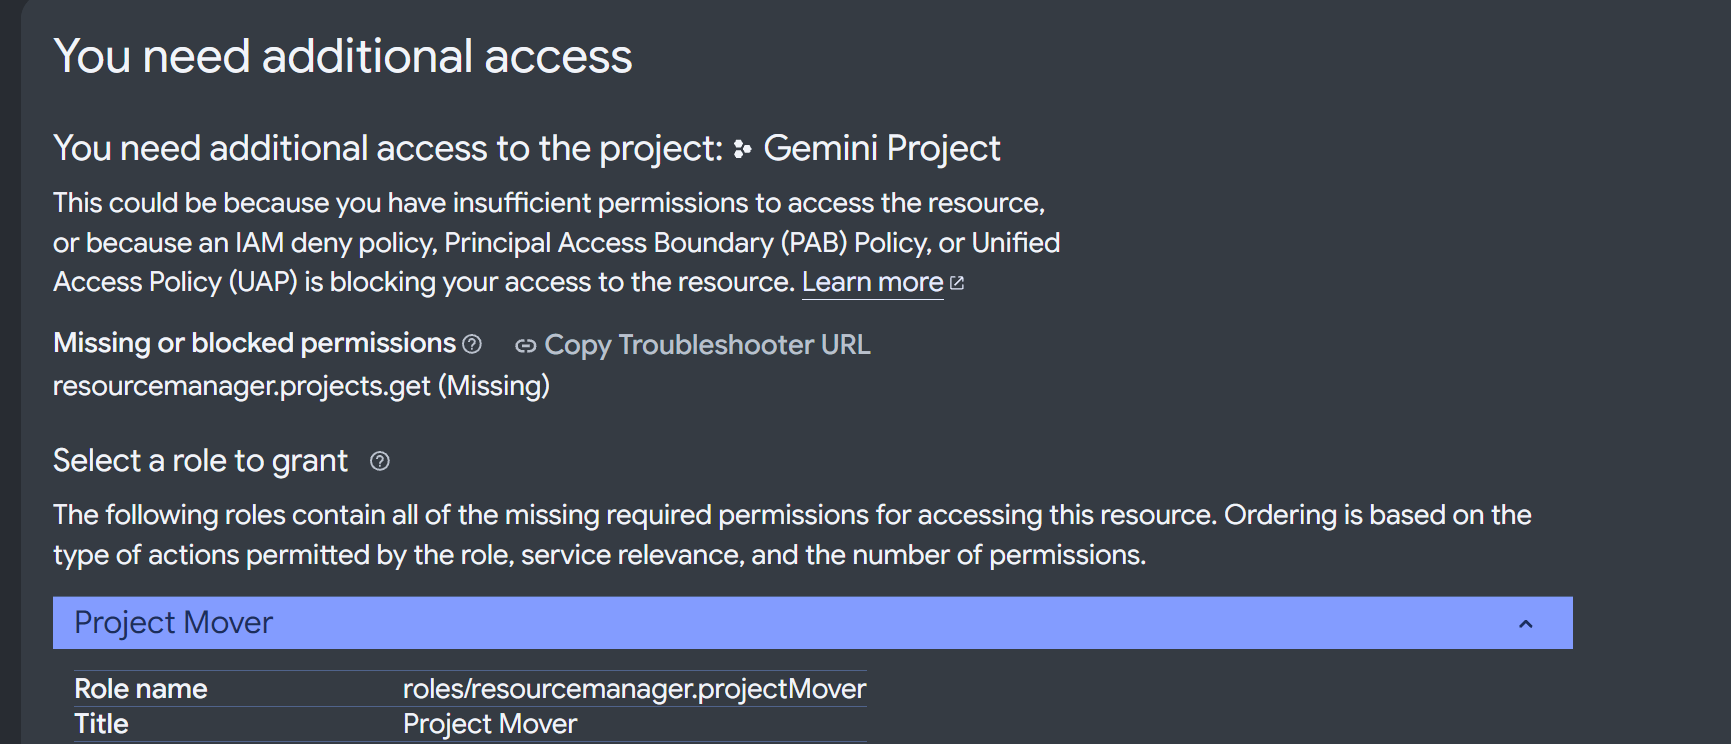 You need additional access
You need additional access to the project: Gemini Project
This could be because you have insufficient permissions to access the resource,
or because an IAM deny policy, Principal Access Boundary (PAB) Policy, or Unified
Access Policy (UAP) is blocking your access to the resource. Learn more
Missing or blocked permissions Copy Troubleshooter URL
resourcemanager.projects.get (Missing)
Select a role to grant
The following roles contain all of the missing required permissions for accessing this resource. Ordering is based on the
type of actions permitted by the role, service relevance, and the number of permissions.
Project Mover
Role name roles/resourcemanager.projectMover
Title Project Mover